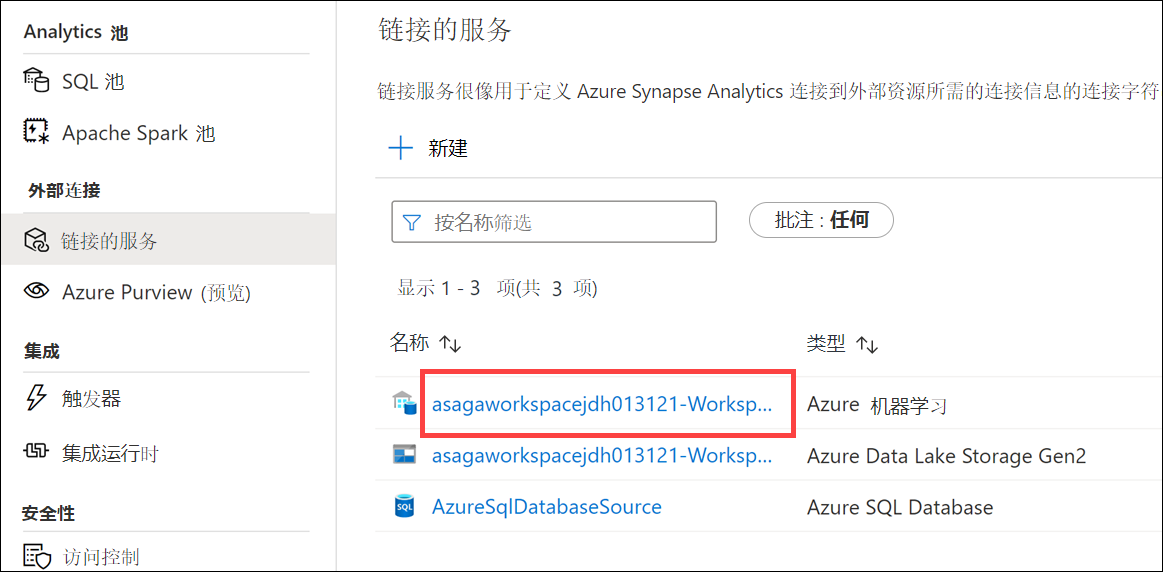 Analytics 池
SQL 池
Apache Spark 池
外部连接
链接的服务
Azure Purview (预览)
集成
触发器
集成运行时
安全性
访问控制
链接的服务
链接服务很像用于定义 Azure Synapse Analytics 连接到外部资源所需的连接信息的连接字符
新建
按名称筛选
批注 : 任何
显示 1 - 3 项(共 3 项)
名称 类型
asagaworkspacejdh013121-Worksp... Azure 机器学习
asagaworkspacejdh013121-Worksp... Azure Data Lake Storage Gen2
SQL AzureSqlDatabaseSource Azure SQL Database